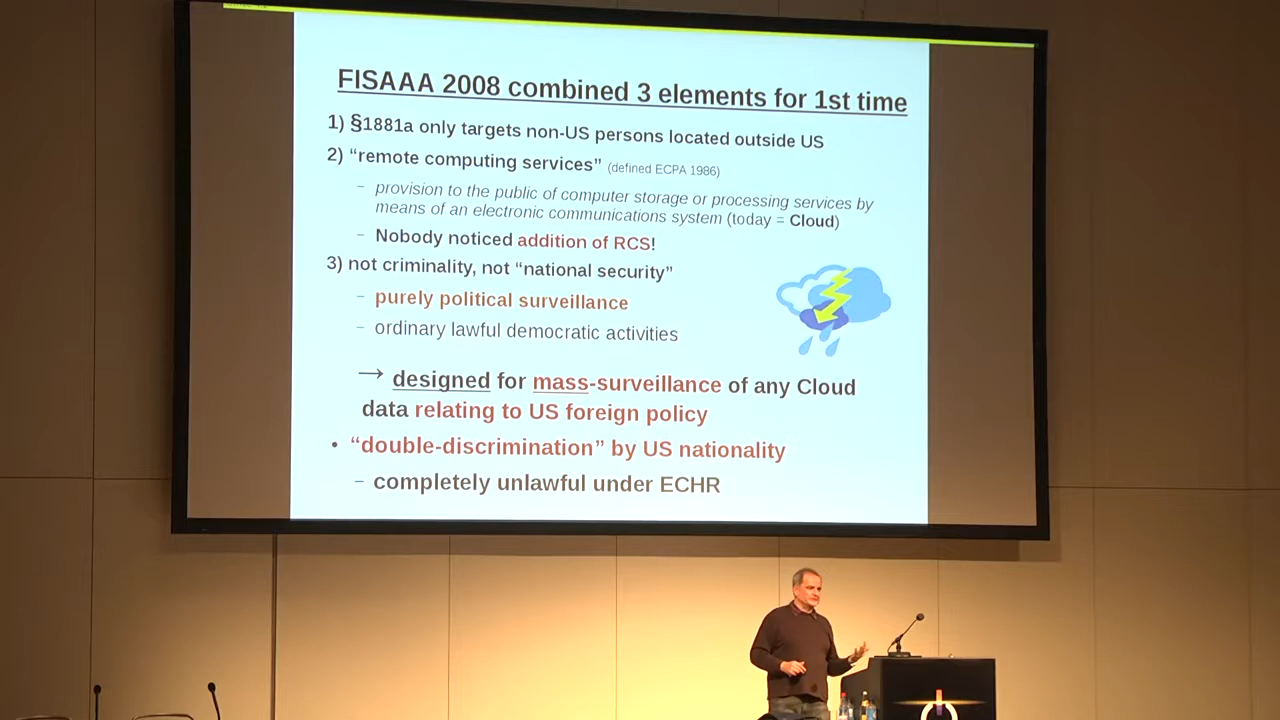 FISAAA 2008 combined 3 elements for 1st time
1) §1881a only targets non-US persons located outside US
2) “remote computing services” (defined ECPA 1986)
– provision to the public of computer storage or processing services by
means of an electronic communications system (today = Cloud)
– Nobody noticed addition of RCS!
3) not criminality, not “national security”
– purely political surveillance
– ordinary lawful democratic activities
→ designed for mass-surveillance of any Cloud
data relating to US foreign policy
• “double-discrimination” by US nationality
– completely unlawful under ECHR